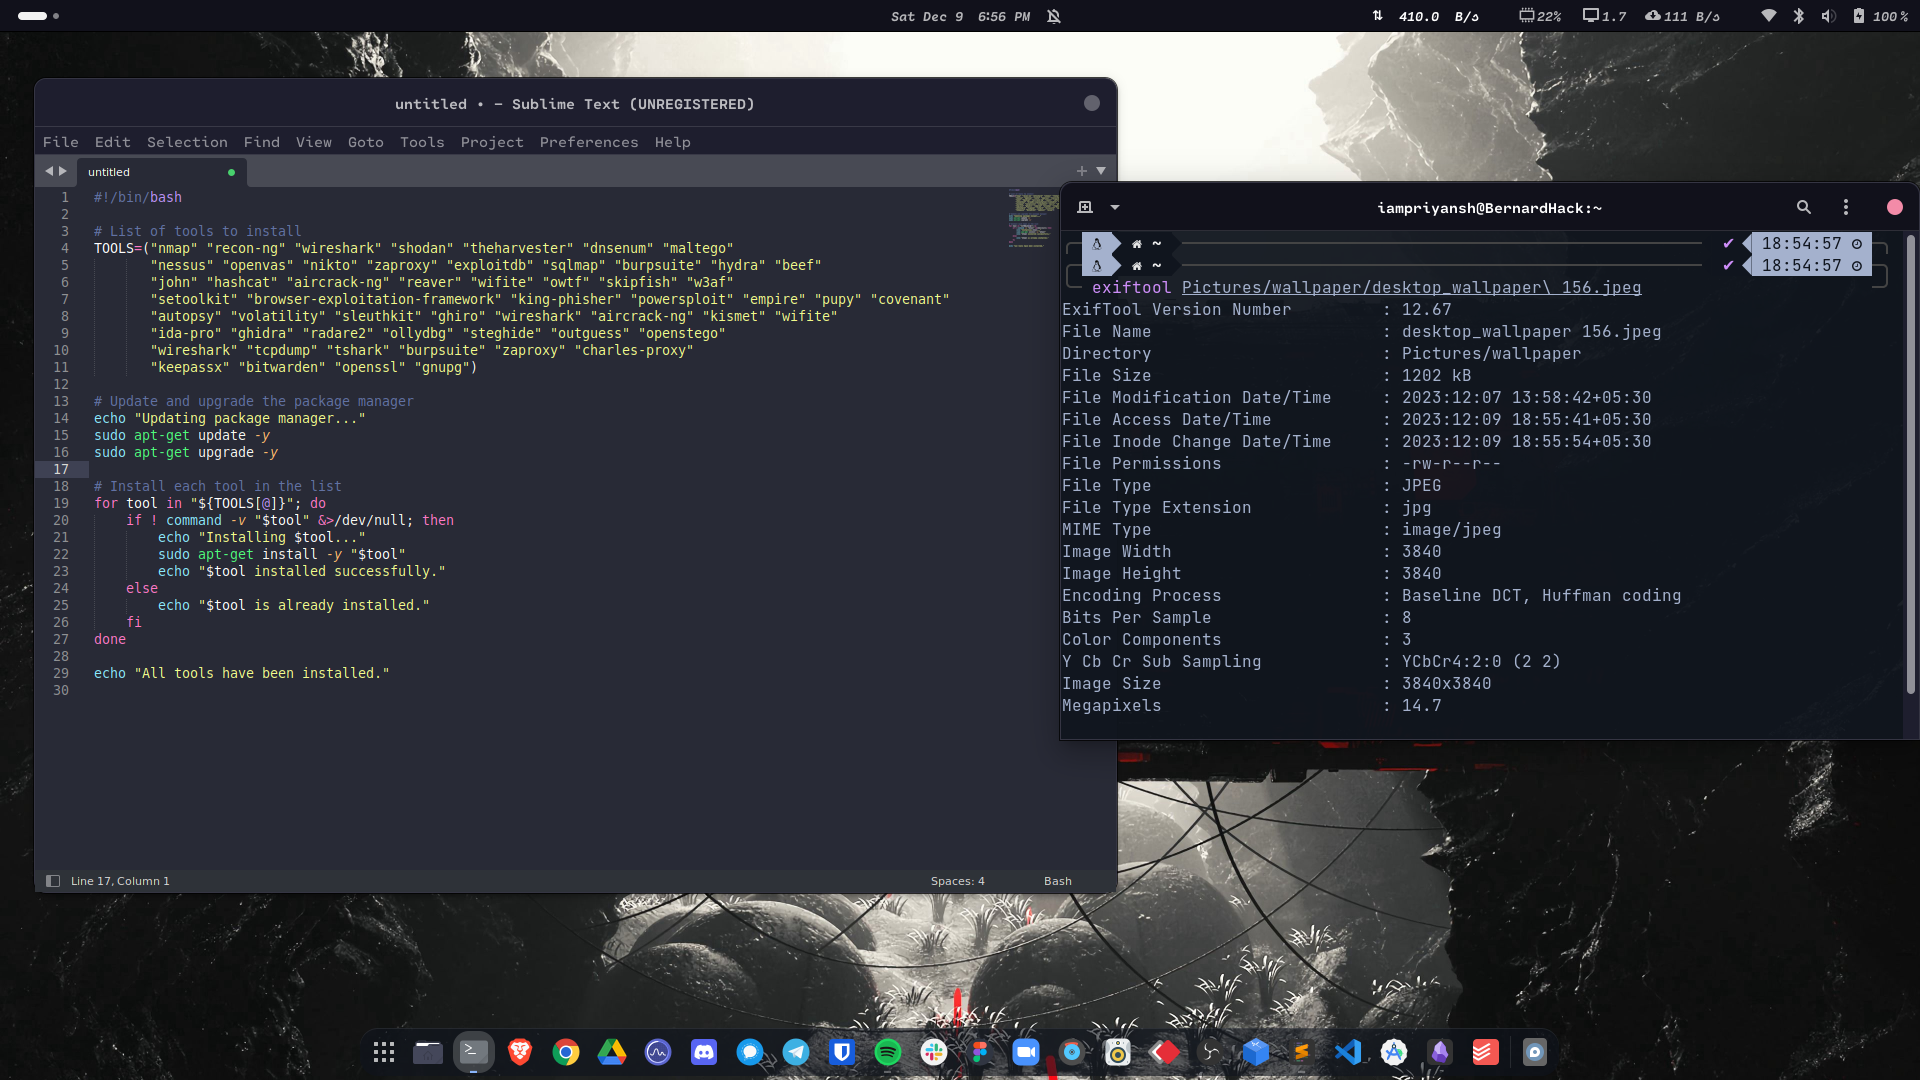 Sat Dec 9 6:56 PM
410.0 B/s
22%
1.7
111 B/s
100%
untitled • - Sublime Text (UNREGISTERED)
File Edit Selection Find View Goto Tools Project Preferences Help
untitled
1 #!/bin/bash
2
3 # List of tools to install
4 TOOLS=("nmap" "recon-ng" "wireshark" "shodan" "theharvester" "dnsenum" "maltego"
5 "nessus" "openvas" "nikto" "zaproxy" "exploitdb" "sqlmap" "burpsuite" "hydra" "beef"
6 "john" "hashcat" "aircrack-ng" "reaver" "wifite" "owtf" "skipfish" "w3af"
7 "setoolkit" "browser-exploitation-framework" "king-phisher" "powersploit" "empire" "pupy" "covenant"
8 "autopsy" "volatility" "sleuthkit" "ghiro" "wireshark" "aircrack-ng" "kismet" "wifite"
9 "ida-pro" "ghidra" "radare2" "ollydbg" "steghide" "outguess" "openstego"
10 "wireshark" "tcpdump" "tshark" "burpsuite" "zaproxy" "charles-proxy"
11 "keepassx" "bitwarden" "openssl" "gnupg")
12
13 # Update and upgrade the package manager
14 echo "Updating package manager..."
15 sudo apt-get update -y
16 sudo apt-get upgrade -y
17
18 # Install each tool in the list
19 for tool in "${TOOLS[@]}"; do
20 if ! command -v "$tool" &>/dev/null; then
21 echo "Installing $tool..."
22 sudo apt-get install -y "$tool"
23 echo "$tool installed successfully."
24 else
25 echo "$tool is already installed."
26 fi
27 done
28
29 echo "All tools have been installed."
30
Line 17, Column 1
Spaces: 4
Bash
iampriyansh@BernardHack:~
~ ✔ 18:54:57
~ ✔ 18:54:57
exiftool Pictures/wallpaper/desktop_wallpaper\ 156.jpeg
ExifTool Version Number : 12.67
File Name : desktop_wallpaper 156.jpeg
Directory : Pictures/wallpaper
File Size : 1202 kB
File Modification Date/Time : 2023:12:07 13:58:42+05:30
File Access Date/Time : 2023:12:09 18:55:41+05:30
File Inode Change Date/Time : 2023:12:09 18:55:54+05:30
File Permissions : -rw-r--r--
File Type : JPEG
File Type Extension : jpg
MIME Type : image/jpeg
Image Width : 3840
Image Height : 3840
Encoding Process : Baseline DCT, Huffman coding
Bits Per Sample : 8
Color Components : 3
Y Cb Cr Sub Sampling : YCbCr4:2:0 (2 2)
Image Size : 3840x3840
Megapixels : 14.7